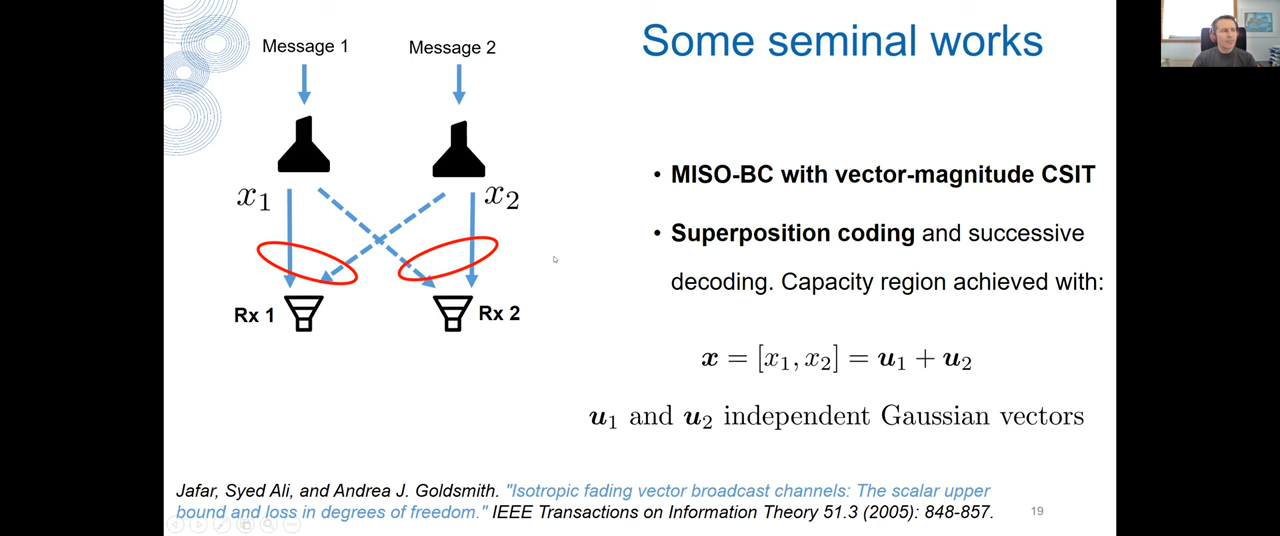 Some seminal works
Message 1
Message 2
x₁
x₂
Rx 1
Rx 2
• MISO-BC with vector-magnitude CSIT
• Superposition coding and successive
decoding. Capacity region achieved with:
x = [x₁, x₂] = u₁ + u₂
u₁ and u₂ independent Gaussian vectors
Jafar, Syed Ali, and Andrea J. Goldsmith. "Isotropic fading vector broadcast channels: The scalar upper
bound and loss in degrees of freedom." IEEE Transactions on Information Theory 51.3 (2005): 848-857.
19